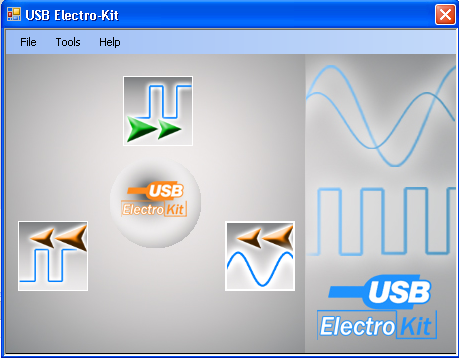 USB Electro-Kit
File Tools Help
USB
Electro Kit
USB
Electro Kit